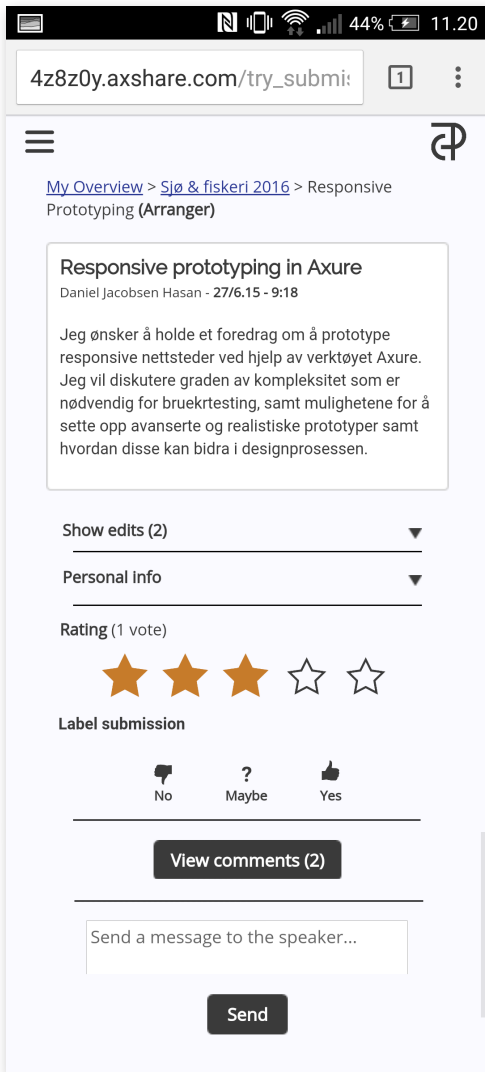 44% 11.20
4z8z0y.axshare.com/try_submis
1
My Overview > Sjø & fiskeri 2016 > Responsive
Prototyping (Arranger)
Responsive prototyping in Axure
Daniel Jacobsen Hasan - 27/6.15 - 9:18
Jeg ønsker å holde et foredrag om å prototype
responsive nettsteder ved hjelp av verktøyet Axure.
Jeg vil diskutere graden av kompleksitet som er
nødvendig for bruekrtesting, samt mulighetene for å
sette opp avanserte og realistiske prototyper samt
hvordan disse kan bidra i designprosessen.
Show edits (2)
Personal info
Rating (1 vote)
Label submission
?
No Maybe Yes
View comments (2)
Send a message to the speaker...
Send